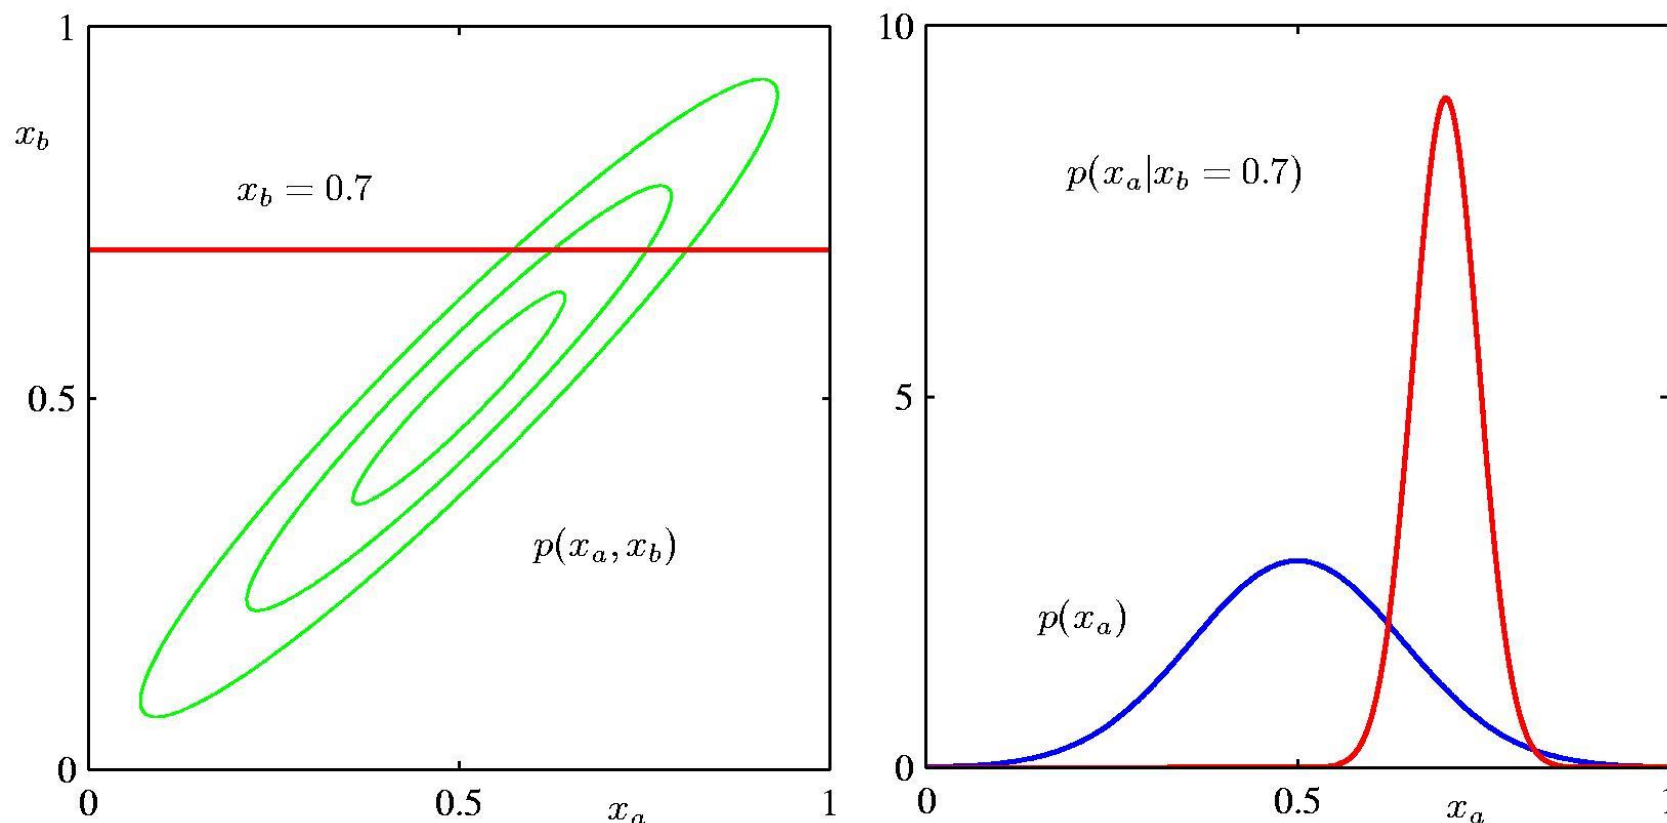 1
x_b
x_b = 0.7
0.5
p(x_a, x_b)
0
0
0.5
x_a
1
10
p(x_a|x_b = 0.7)
5
p(x_a)
0
0
0.5
x_a
1